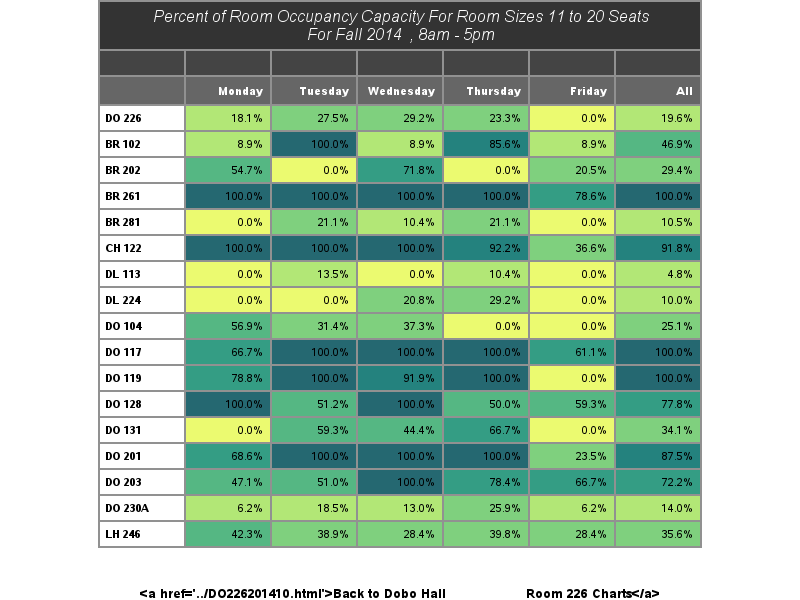 Percent of Room Occupancy Capacity For Room Sizes 11 to 20 Seats
For Fall 2014 , 8am - 5pm
Monday Tuesday Wednesday Thursday Friday All
DO 226 18.1% 27.5% 29.2% 23.3% 0.0% 19.6%
BR 102 8.9% 100.0% 8.9% 85.6% 8.9% 46.9%
BR 202 54.7% 0.0% 71.8% 0.0% 20.5% 29.4%
BR 261 100.0% 100.0% 100.0% 100.0% 78.6% 100.0%
BR 281 0.0% 21.1% 10.4% 21.1% 0.0% 10.5%
CH 122 100.0% 100.0% 100.0% 92.2% 36.6% 91.8%
DL 113 0.0% 13.5% 0.0% 10.4% 0.0% 4.8%
DL 224 0.0% 0.0% 20.8% 29.2% 0.0% 10.0%
DO 104 56.9% 31.4% 37.3% 0.0% 0.0% 25.1%
DO 117 66.7% 100.0% 100.0% 100.0% 61.1% 100.0%
DO 119 78.8% 100.0% 91.9% 100.0% 0.0% 100.0%
DO 128 100.0% 51.2% 100.0% 50.0% 59.3% 77.8%
DO 131 0.0% 59.3% 44.4% 66.7% 0.0% 34.1%
DO 201 68.6% 100.0% 100.0% 100.0% 23.5% 87.5%
DO 203 47.1% 51.0% 100.0% 78.4% 66.7% 72.2%
DO 230A 6.2% 18.5% 13.0% 25.9% 6.2% 14.0%
LH 246 42.3% 38.9% 28.4% 39.8% 28.4% 35.6%
<a href='../DO226201410.html'>Back to Dobo Hall Room 226 Charts</a>